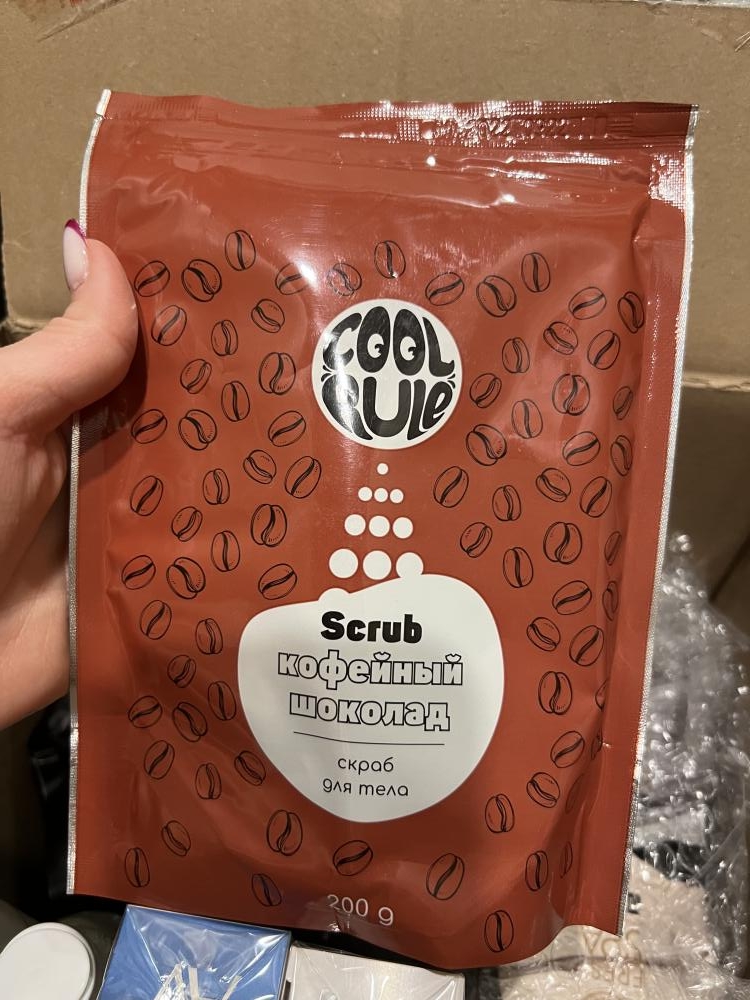 COOL
RULE
Scrub
кофейный
шоколад
скраб
для тела
200 g